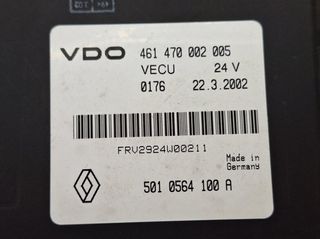 VDO 461 470 002 005
VECU 24 V
0176 22.3.2002
FRV2924W00211
Made in
Germany
501 0564 100 A